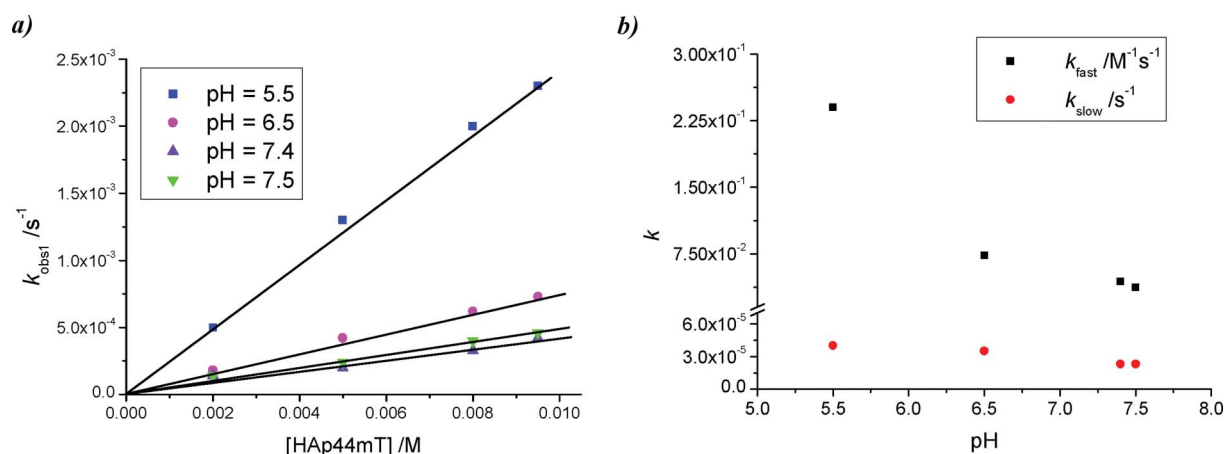 a)
2.5x10⁻³
2.0x10⁻³
1.5x10⁻³
1.0x10⁻³
5.0x10⁻⁴
0.0
k_obs1 /s⁻¹
pH = 5.5
pH = 6.5
pH = 7.4
pH = 7.5
0.000 0.002 0.004 0.006 0.008 0.010
[HAp44mT] /M
b)
3.00x10⁻¹
2.25x10⁻¹
1.50x10⁻¹
7.50x10⁻²
6.0x10⁻⁵
3.0x10⁻⁵
0.0
k
k_fast /M⁻¹s⁻¹
k_slow /s⁻¹
5.0 5.5 6.0 6.5 7.0 7.5 8.0
pH